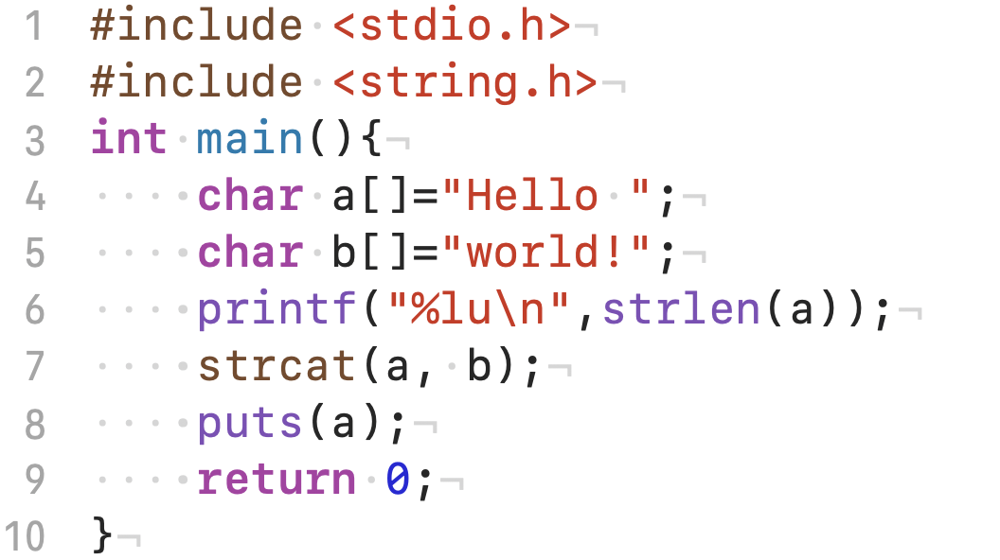 1 #include <stdio.h>¬
2 #include <string.h>¬
3 int·main(){¬
4 ····char·a[]="Hello·";¬
5 ····char·b[]="world!";¬
6 ····printf("%lu\n",strlen(a));¬
7 ····strcat(a,·b);¬
8 ····puts(a);¬
9 ····return·0;¬
10 }¬